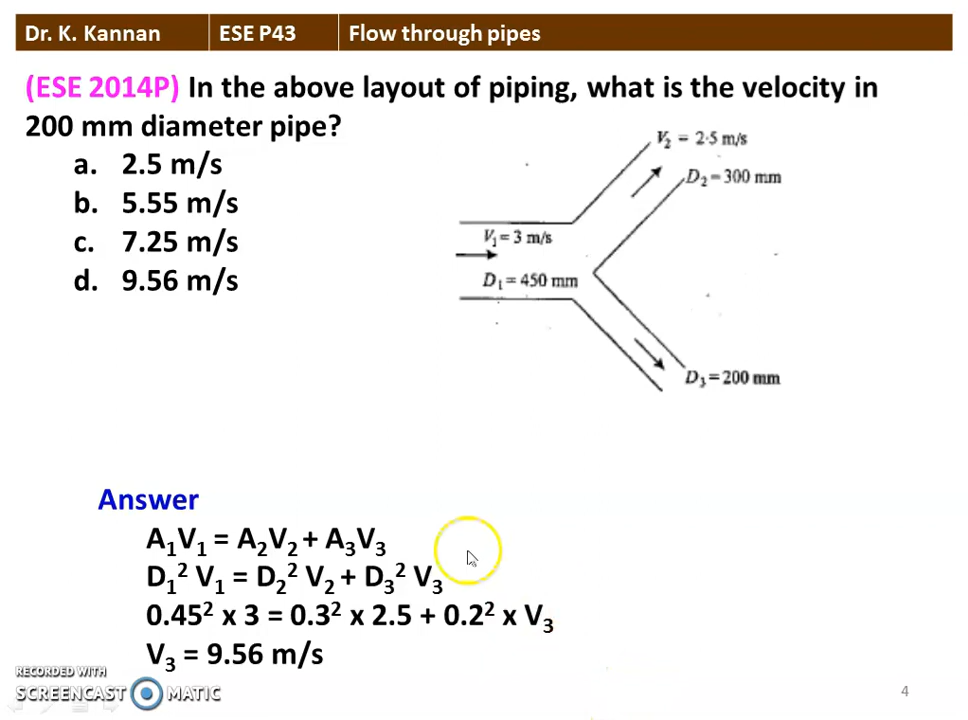 Dr. K. Kannan ESE P43 Flow through pipes
(ESE 2014P) In the above layout of piping, what is the velocity in
200 mm diameter pipe?
a. 2.5 m/s
b. 5.55 m/s
c. 7.25 m/s
d. 9.56 m/s
V₂ = 2·5 m/s
D₂ = 300 mm
V₁ = 3 m/s
D₁ = 450 mm
D₃ = 200 mm
Answer
A₁V₁ = A₂V₂ + A₃V₃
D₁² V₁ = D₂² V₂ + D₃² V₃
0.45² x 3 = 0.3² x 2.5 + 0.2² x V₃
V₃ = 9.56 m/s
RECORDED WITH
SCREENCAST MATIC
4